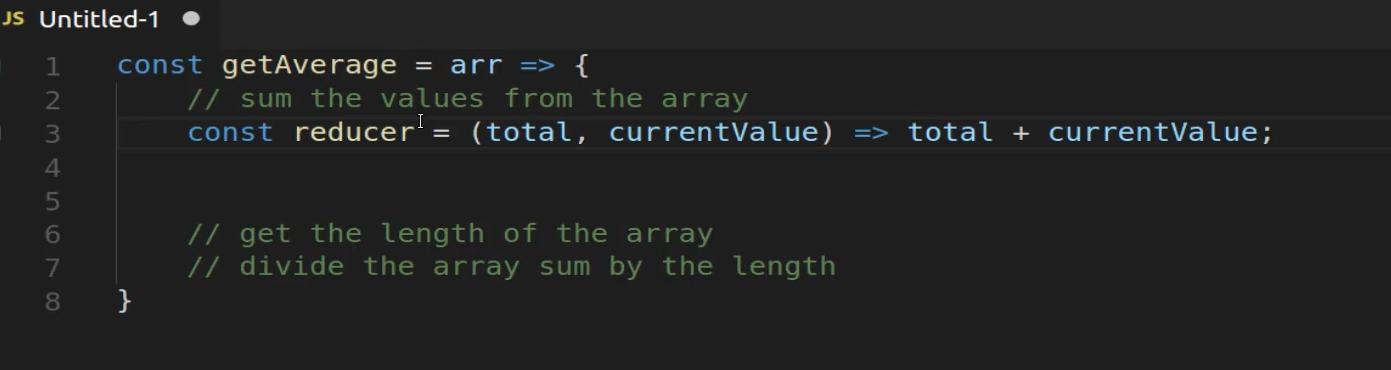 JS Untitled-1
1 const getAverage = arr => {
2 // sum the values from the array
3 const reducer = (total, currentValue) => total + currentValue;
4
5
6 // get the length of the array
7 // divide the array sum by the length
8 }